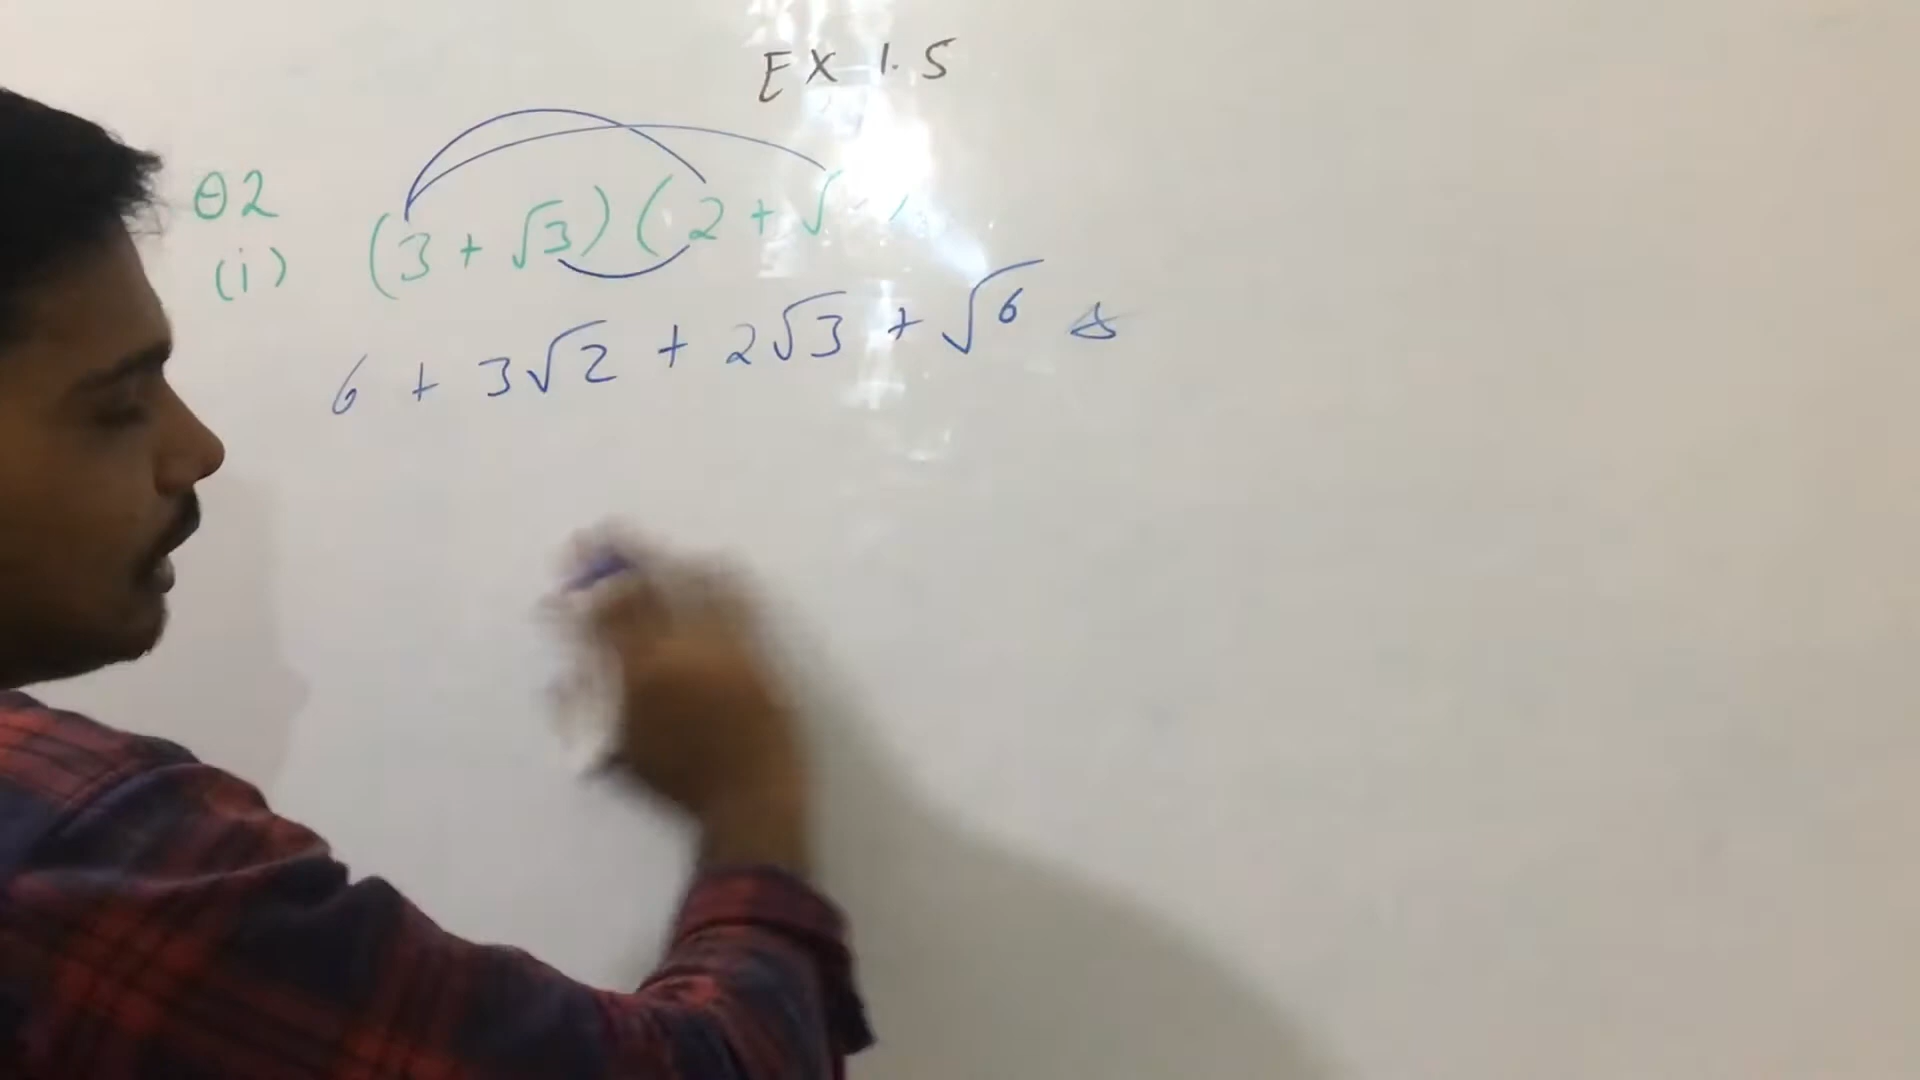 EX 1.5
Q2
(i) (3 + √3) (2 + √
6 + 3√2 + 2√3 + √6